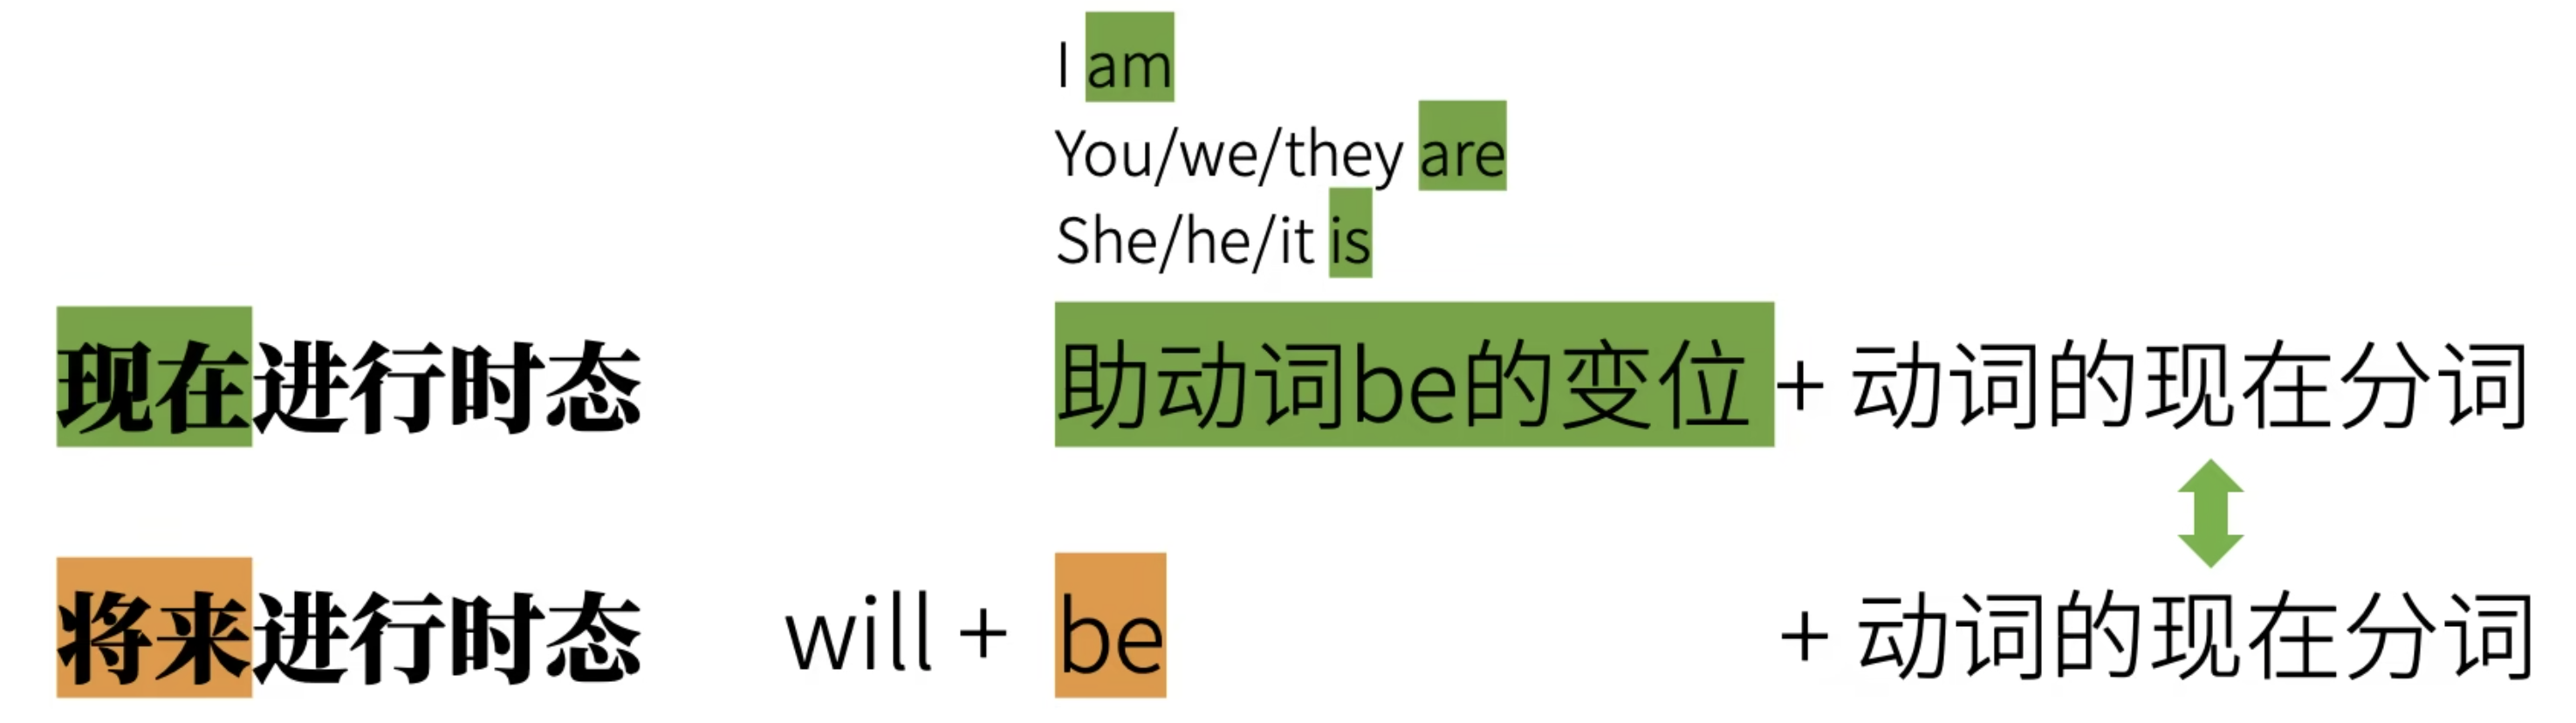 I am
You/we/they are
She/he/it is
现在进行时态 助动词be的变位 + 动词的现在分词
将来进行时态 will + be + 动词的现在分词